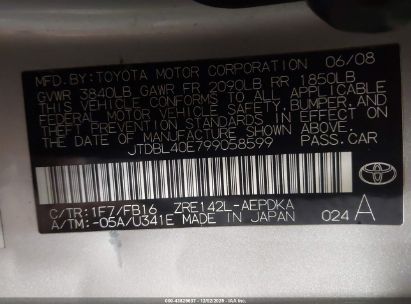 MFD. BY: TOYOTA MOTOR CORPORATION 06/08
GVWR 3840LB GAWR FR 2090LB RR 1850LB
THIS VEHICLE CONFORMS TO ALL APPLICABLE
FEDERAL MOTOR VEHICLE SAFETY, BUMPER, AND
THEFT PREVENTION STANDARDS IN EFFECT ON
THE DATE OF MANUFACTURE SHOWN ABOVE.
JTDBL40E799058599 PASS.CAR
TOYOTA
C/TR: 1F7/FB16 ZRE142L-AEPDKA
A/TM: -05A/U341E MADE IN JAPAN 024 A